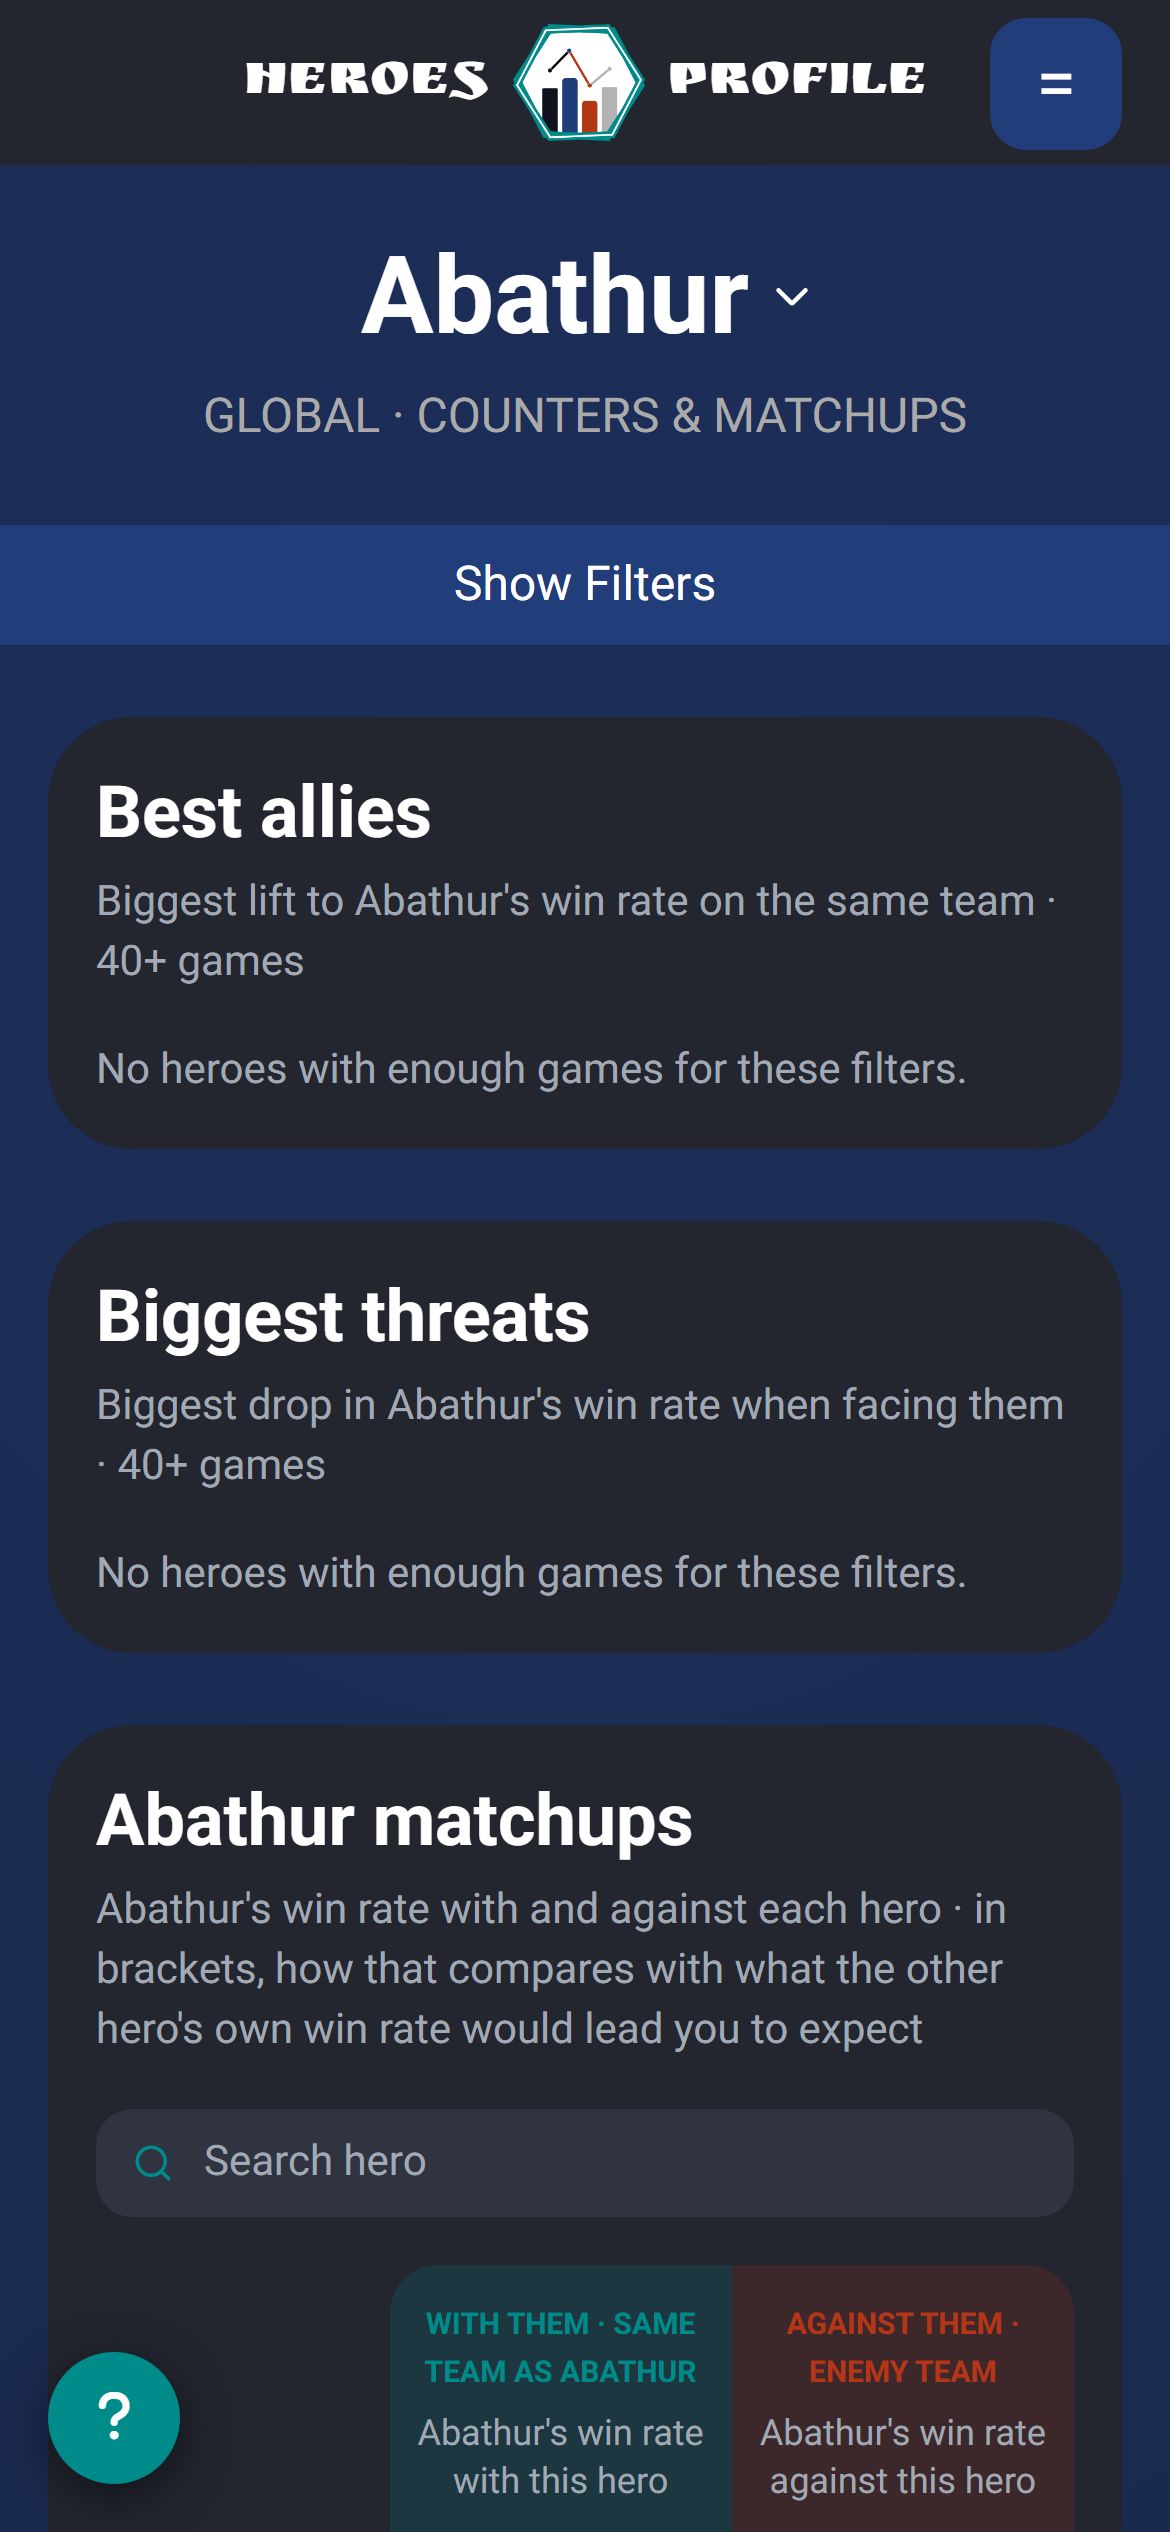 HEROES PROFILE
=
Abathur
GLOBAL · COUNTERS & MATCHUPS
Show Filters
Best allies
Biggest lift to Abathur's win rate on the same team ·
40+ games
No heroes with enough games for these filters.
Biggest threats
Biggest drop in Abathur's win rate when facing them
· 40+ games
No heroes with enough games for these filters.
Abathur matchups
Abathur's win rate with and against each hero · in
brackets, how that compares with what the other
hero's own win rate would lead you to expect
Search hero
WITH THEM · SAME
TEAM AS ABATHUR
Abathur's win rate
with this hero
AGAINST THEM ·
ENEMY TEAM
Abathur's win rate
against this hero
?